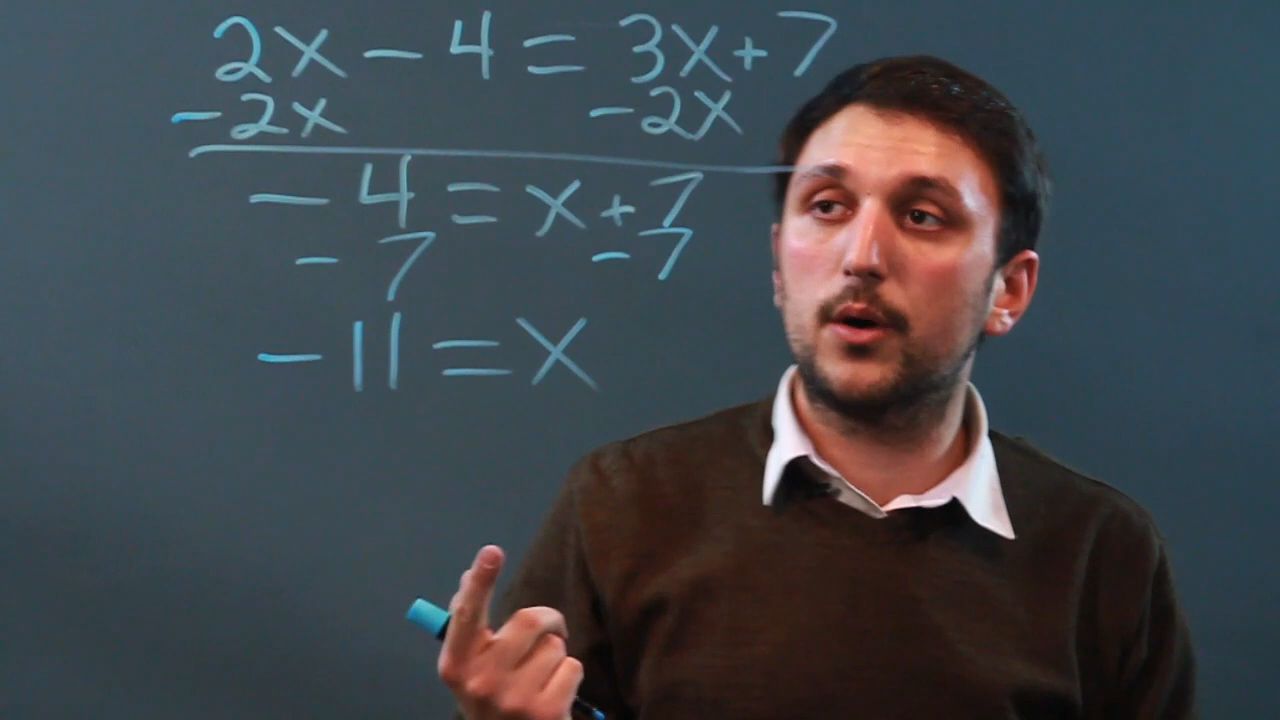 2x - 4 = 3x + 7
- 2x - 2x
- 4 = x + 7
- 7 - 7
- 11 = x